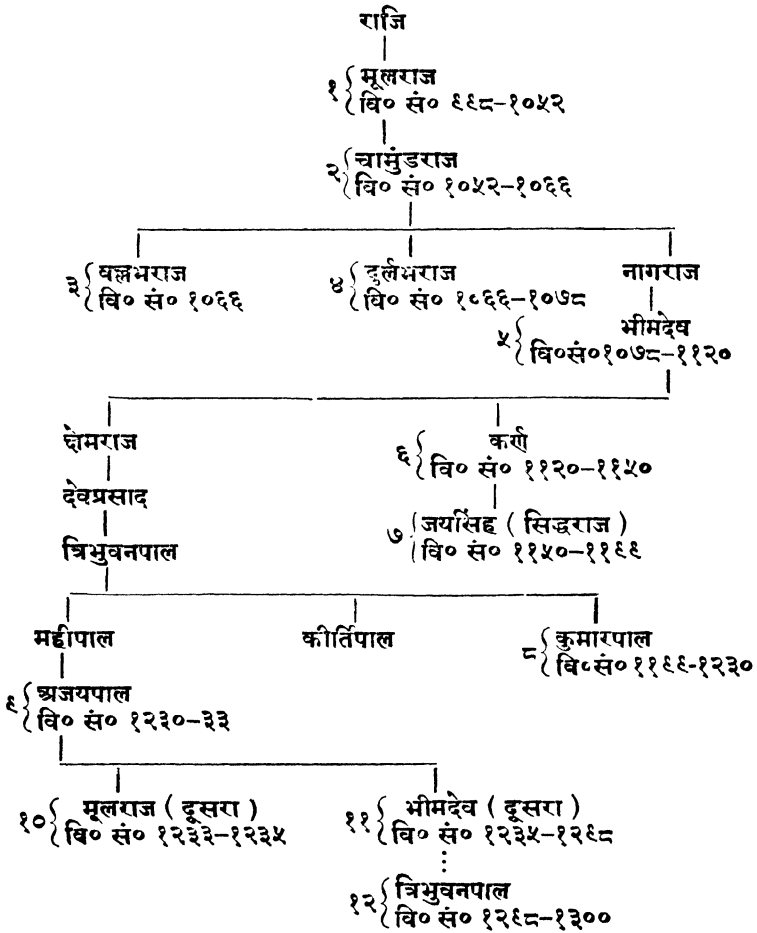 राजि
१ { मूलराज
वि० सं० ९९८-१०५२
२ { चामुंडराज
वि० सं० १०५२-१०६६
३ { वल्लभराज
वि० सं० १०६६
४ { दुर्लभराज
वि० सं० १०६६-१०७८
नागराज
५ { भीमदेव
वि०सं०१०७८-११२०
क्षेमराज
६ { कर्ण
वि० सं० ११२०-११५०
देवप्रसाद
७ { जयसिंह ( सिद्धराज )
वि० सं० ११५०-११९९
त्रिभुवनपाल
महीपाल
कीर्तिपाल
८ { कुमारपाल
वि०सं०११९९-१२३०
९ { अजयपाल
वि० सं० १२३०-३३
१० { मूलराज ( दूसरा )
वि० सं० १२३३-१२३५
११ { भीमदेव ( दूसरा )
वि० सं० १२३५-१२९८
१२ { त्रिभुवनपाल
वि० सं० १२९८-१३००